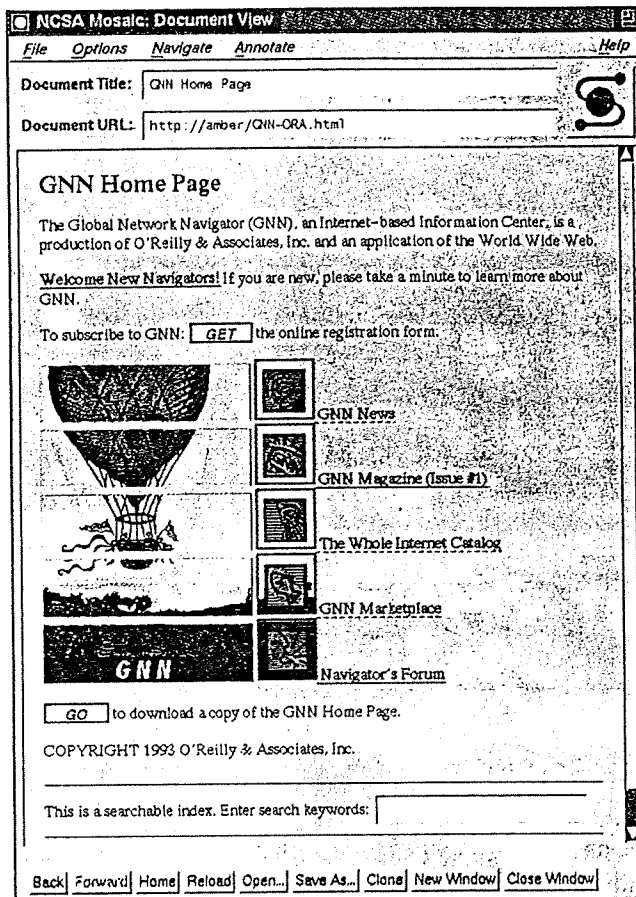 NCSA Mosaic: Document View
File Options Navigate Annotate Help
Document Title: GNN Home Page
Document URL: http://amber/GNN-ORA.html
GNN Home Page
The Global Network Navigator (GNN), an Internet-based Information Center, is a
production of O'Reilly & Associates, Inc. and an application of the World Wide Web.
Welcome New Navigators! If you are new, please take a minute to learn more about
GNN.
To subscribe to GNN: GET the online registration form.
GNN News
GNN Magazine (Issue #1)
The Whole Internet Catalog
GNN Marketplace
GNN
Navigator's Forum
GO to download a copy of the GNN Home Page.
COPYRIGHT 1993 O'Reilly & Associates, Inc.
This is a searchable index. Enter search keywords:
Back Forward Home Reload Open... Save As... Clone New Window Close Window